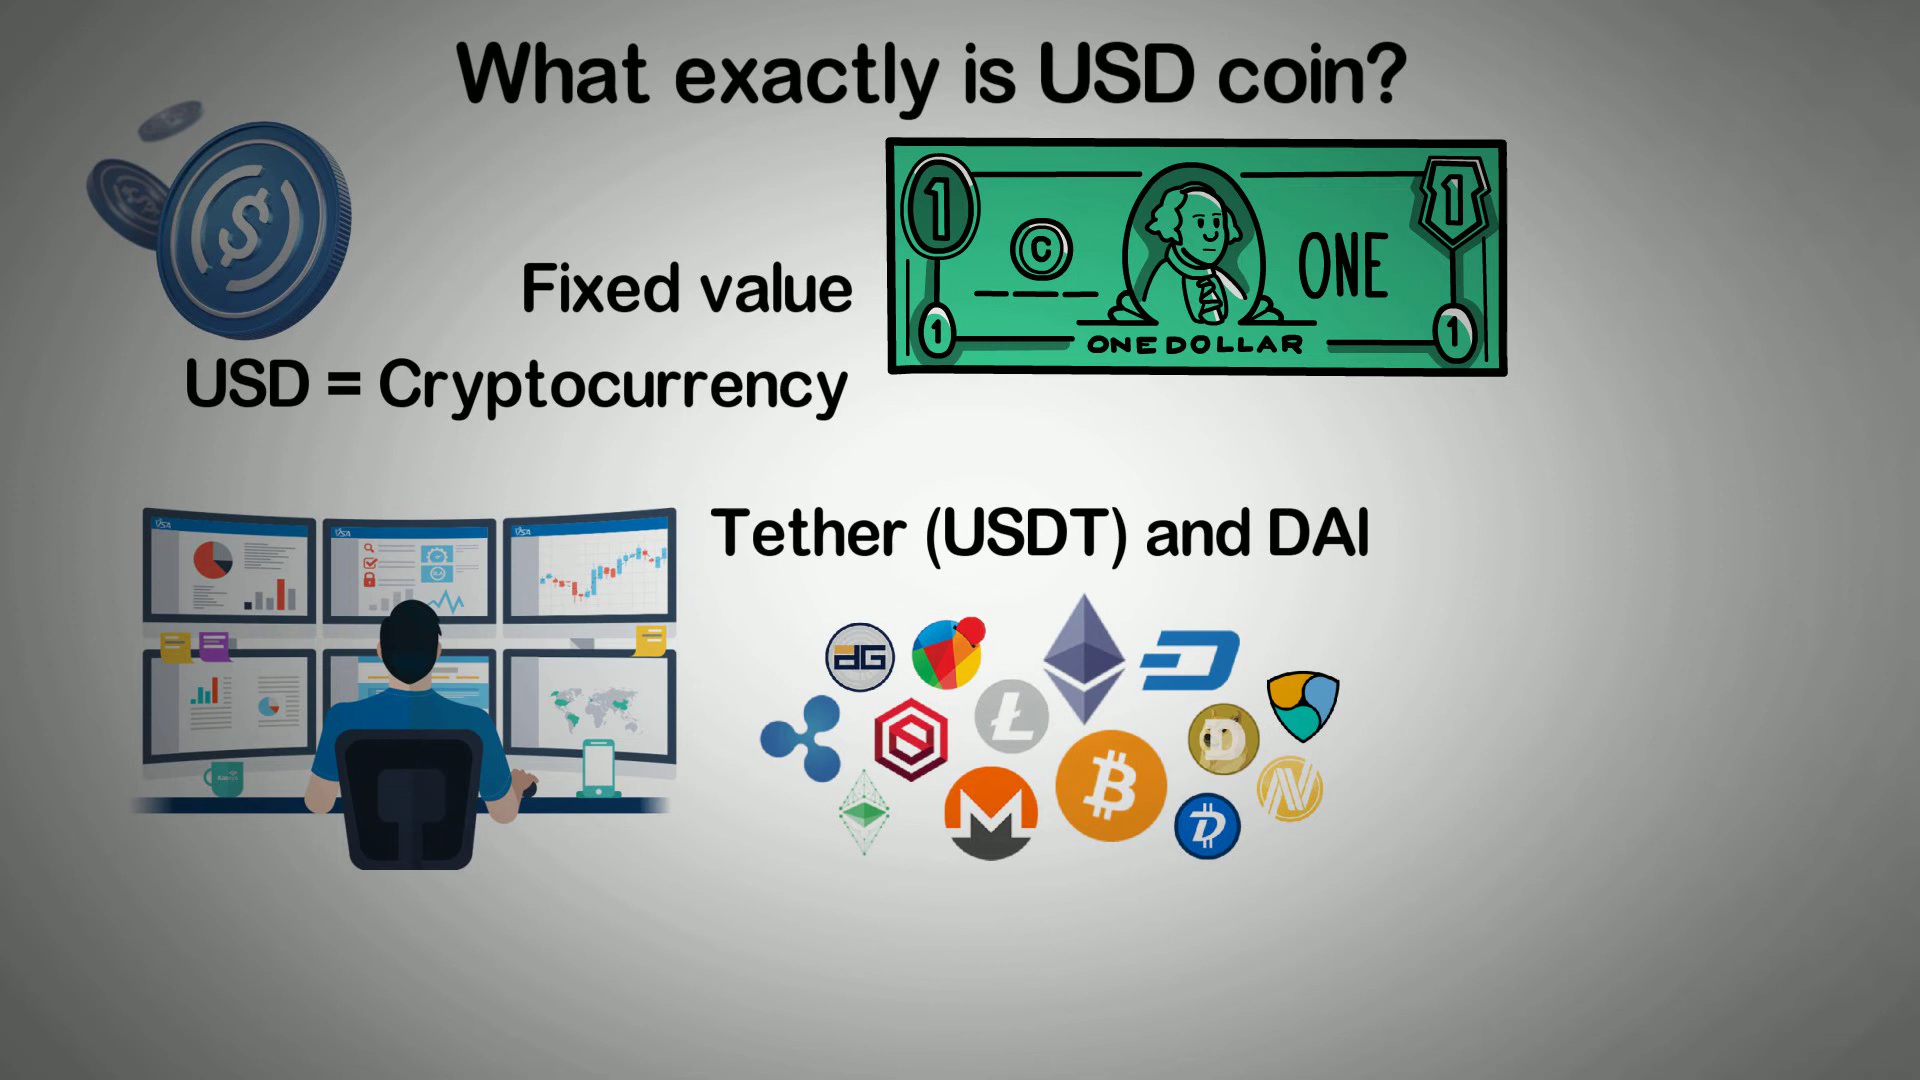 What exactly is USD coin?
1
1
C
ONE
Fixed value
1
1
ONE DOLLAR
USD = Cryptocurrency
Tether (USDT) and DAI